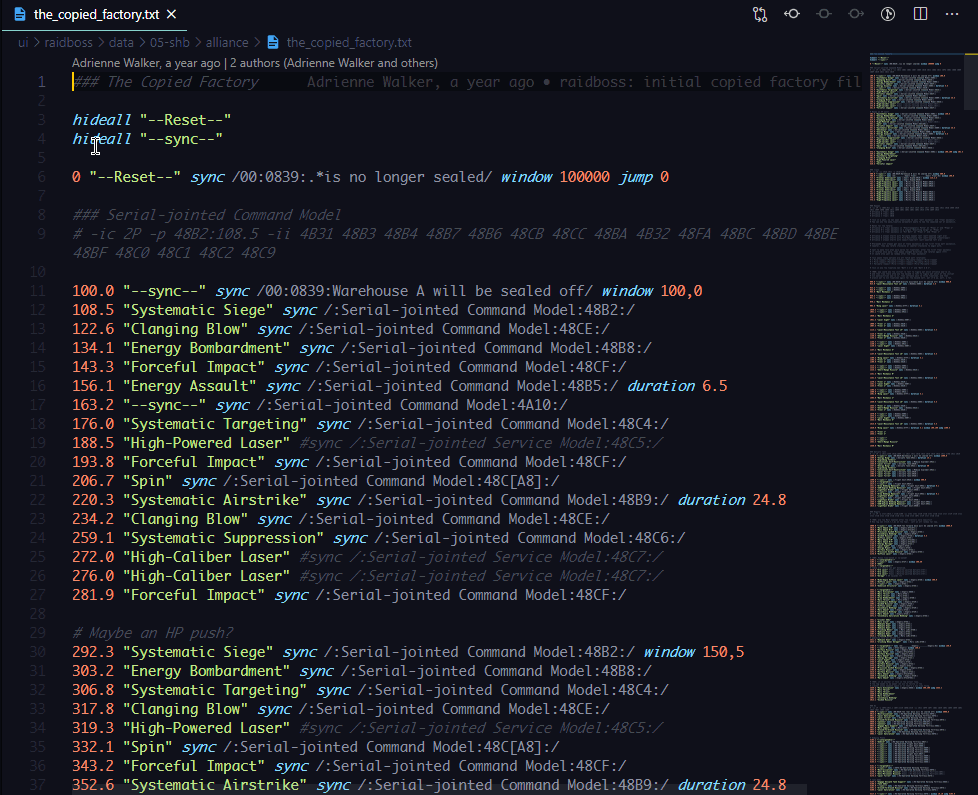 the_copied_factory.txt
ui > raidboss > data > 05-shb > alliance > the_copied_factory.txt
Adrienne Walker, a year ago | 2 authors (Adrienne Walker and others)
1 ### The Copied Factory Adrienne Walker, a year ago • raidboss: initial copied factory fil
2
3 hideall "--Reset--"
4 hideall "--sync--"
5
6 0 "--Reset--" sync /00:0839:.*is no longer sealed/ window 100000 jump 0
7
8 ### Serial-jointed Command Model
9 # -ic 2P -p 48B2:108.5 -ii 4B31 48B3 48B4 48B7 48B6 48CB 48CC 48BA 4B32 48FA 48BC 48BD 48BE
48BF 48C0 48C1 48C2 48C9
10
11 100.0 "--sync--" sync /00:0839:Warehouse A will be sealed off/ window 100,0
12 108.5 "Systematic Siege" sync /:Serial-jointed Command Model:48B2:/
13 122.6 "Clanging Blow" sync /:Serial-jointed Command Model:48CE:/
14 134.1 "Energy Bombardment" sync /:Serial-jointed Command Model:48B8:/
15 143.3 "Forceful Impact" sync /:Serial-jointed Command Model:48CF:/
16 156.1 "Energy Assault" sync /:Serial-jointed Command Model:48B5:/ duration 6.5
17 163.2 "--sync--" sync /:Serial-jointed Command Model:4A10:/
18 176.0 "Systematic Targeting" sync /:Serial-jointed Command Model:48C4:/
19 188.5 "High-Powered Laser" #sync /:Serial-jointed Service Model:48C5:/
20 193.8 "Forceful Impact" sync /:Serial-jointed Command Model:48CF:/
21 206.7 "Spin" sync /:Serial-jointed Command Model:48C[A8]:/
22 220.3 "Systematic Airstrike" sync /:Serial-jointed Command Model:48B9:/ duration 24.8
23 234.2 "Clanging Blow" sync /:Serial-jointed Command Model:48CE:/
24 259.1 "Systematic Suppression" sync /:Serial-jointed Command Model:48C6:/
25 272.0 "High-Caliber Laser" #sync /:Serial-jointed Service Model:48C7:/
26 276.0 "High-Caliber Laser" #sync /:Serial-jointed Service Model:48C7:/
27 281.9 "Forceful Impact" sync /:Serial-jointed Command Model:48CF:/
28
29 # Maybe an HP push?
30 292.3 "Systematic Siege" sync /:Serial-jointed Command Model:48B2:/ window 150,5
31 303.2 "Energy Bombardment" sync /:Serial-jointed Command Model:48B8:/
32 306.8 "Systematic Targeting" sync /:Serial-jointed Command Model:48C4:/
33 317.8 "Clanging Blow" sync /:Serial-jointed Command Model:48CE:/
34 319.3 "High-Powered Laser" #sync /:Serial-jointed Service Model:48C5:/
35 332.1 "Spin" sync /:Serial-jointed Command Model:48C[A8]:/
36 343.2 "Forceful Impact" sync /:Serial-jointed Command Model:48CF:/
37 352.6 "Systematic Airstrike" sync /:Serial-jointed Command Model:48B9:/ duration 24.8